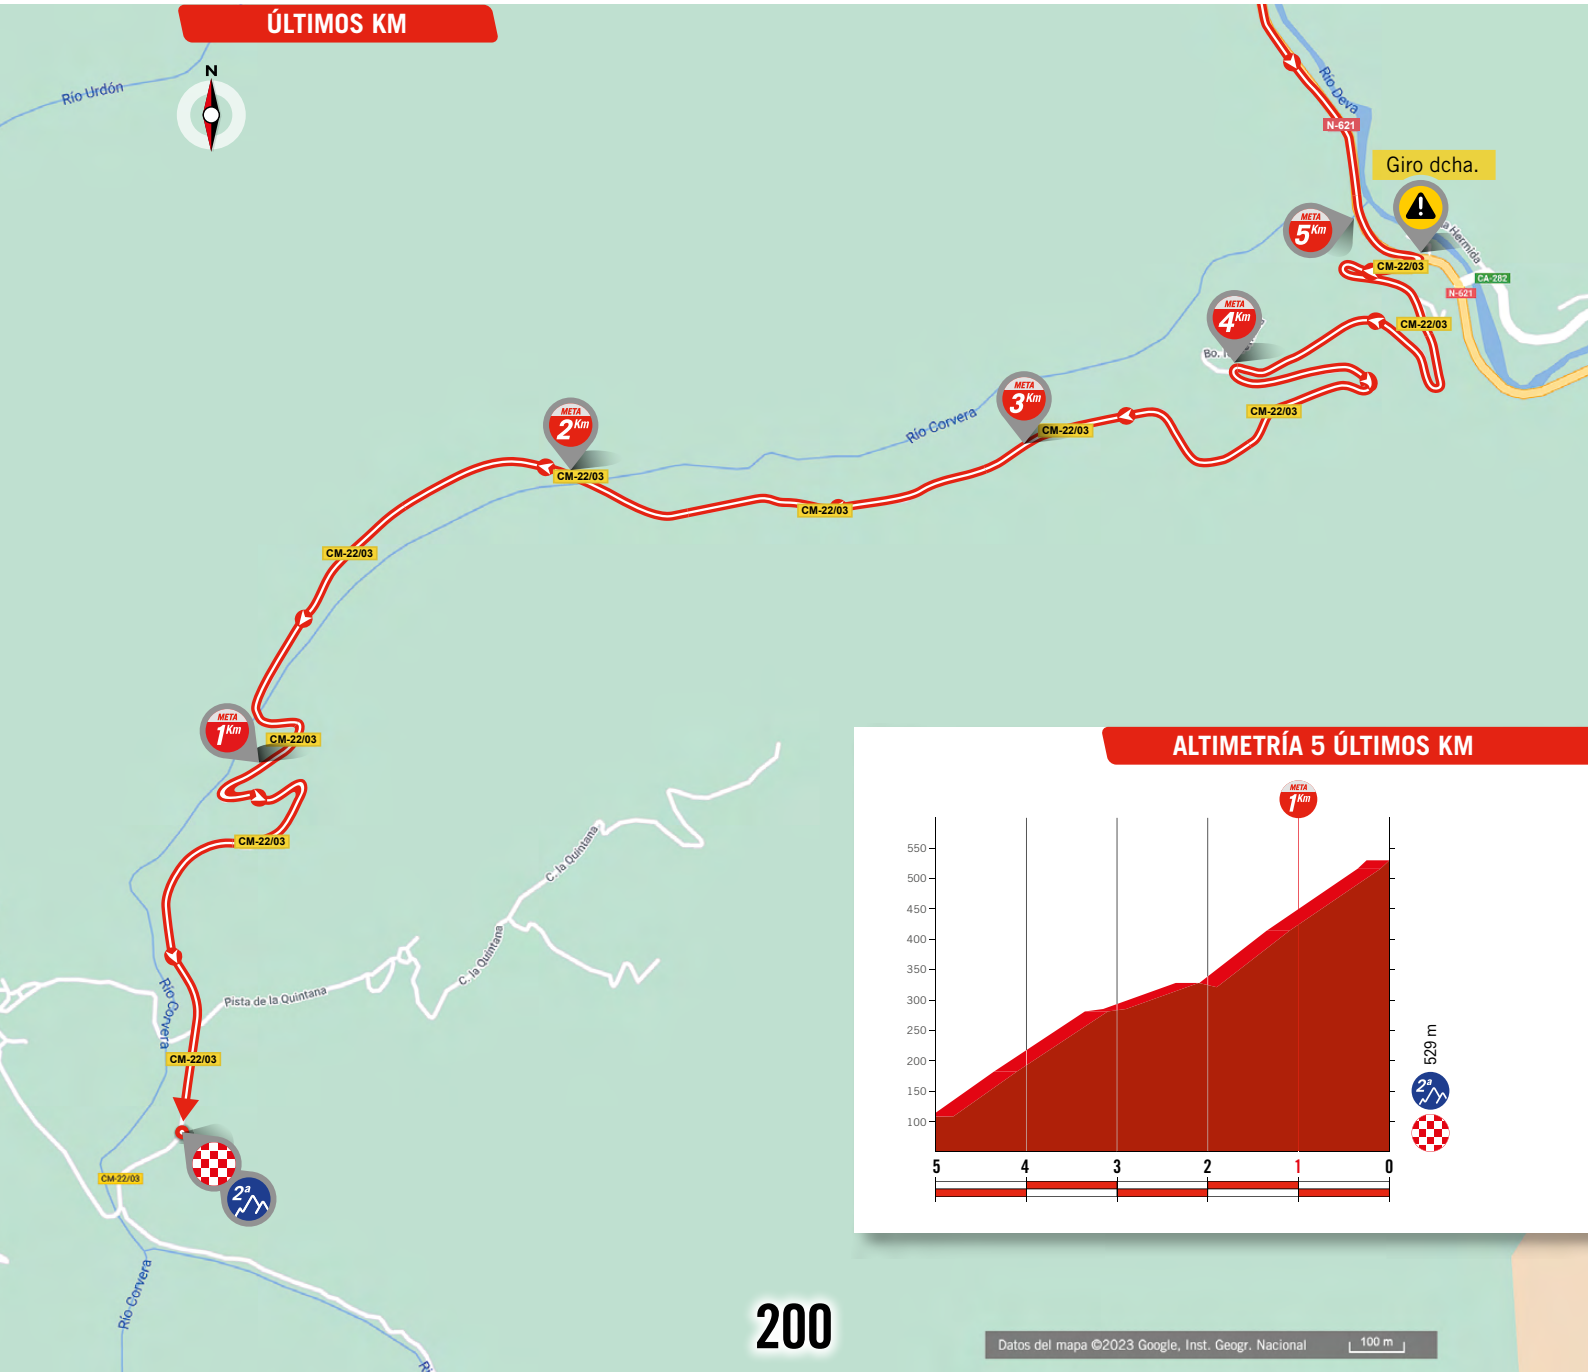 ÚLTIMOS KM
N
Río Urdón
Río Deva
N-621
Giro dcha.
META
5Km
a Hermida
CM-22/03
CA-282
N-621
META
4Km
CM-22/03
Bo.
META
3Km
CM-22/03
Río Corvera
CM-22/03
META
2Km
CM-22/03
CM-22/03
CM-22/03
META
1Km
CM-22/03
CM-22/03
C. la Quintana
C. la Quintana
Pista de la Quintana
Río Corvera
CM-22/03
CM-22/03
2ª
Río Corvera
Rí
ALTIMETRÍA 5 ÚLTIMOS KM
META
1Km
550
500
450
400
350
300
250
200
150
100
5 4 3 2 1 0
529 m
2ª
200
Datos del mapa ©2023 Google, Inst. Geogr. Nacional
100 m